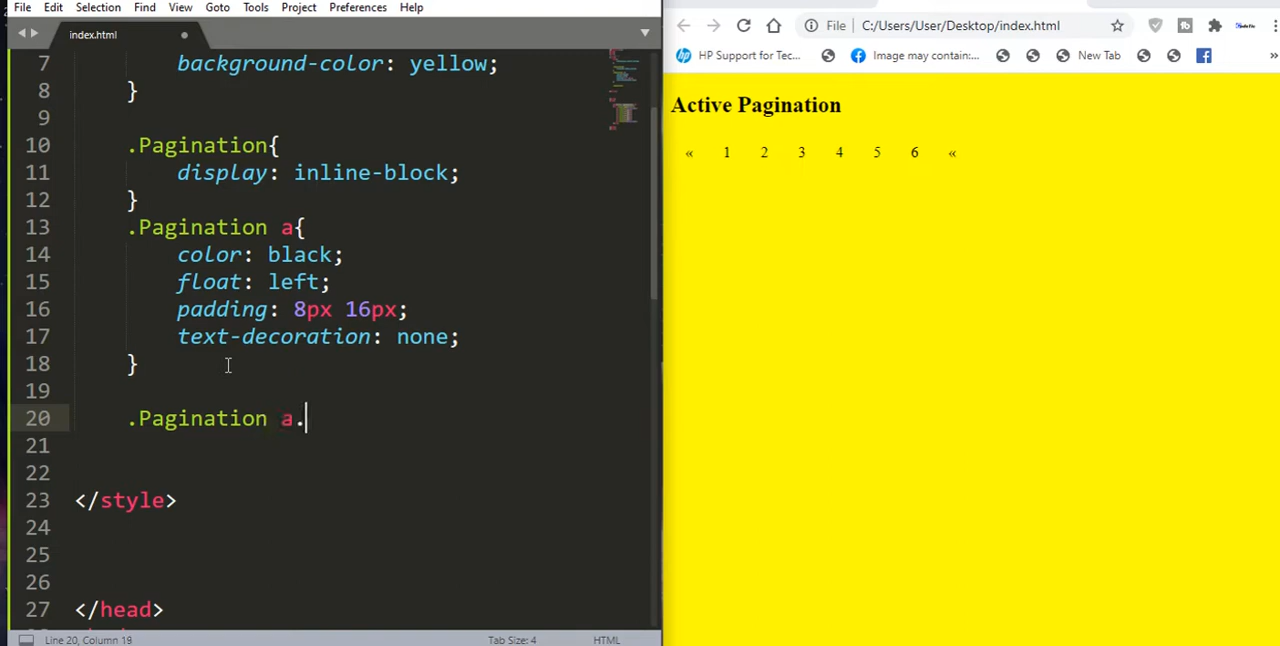 File Edit Selection Find View Goto Tools Project Preferences Help
index.html
File C:/Users/User/Desktop/index.html
HP Support for Tec... Image may contain:... New Tab »
7 background-color: yellow;
8 }
9
10 .Pagination{
11 display: inline-block;
12 }
13 .Pagination a{
14 color: black;
15 float: left;
16 padding: 8px 16px;
17 text-decoration: none;
18 }
19
20 .Pagination a.
21
22
23 </style>
24
25
26
27 </head>
Line 20, Column 19 Tab Size: 4 HTML
Active Pagination
« 1 2 3 4 5 6 «